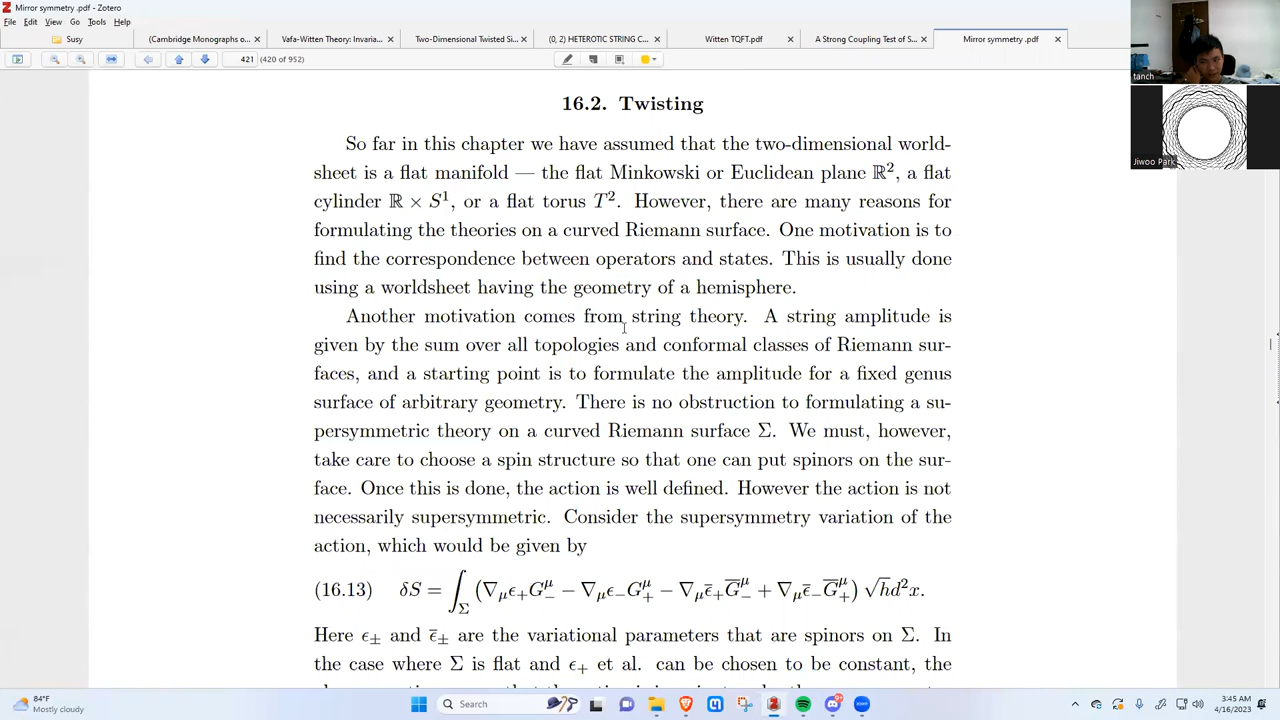 Mirror symmetry .pdf - Zotero
File Edit View Go Tools Help
Susy
(Cambridge Monographs o...
Vafa-Witten Theory: Invaria...
Two-Dimensional Twisted Si...
(0, 2) HETEROTIC STRING C...
Witten TQFT.pdf
A Strong Coupling Test of S...
Mirror symmetry .pdf
421 (420 of 952)
tanch
Jiwoo Park
16.2. Twisting
So far in this chapter we have assumed that the two-dimensional world-
sheet is a flat manifold — the flat Minkowski or Euclidean plane ℝ², a flat
cylinder ℝ × S¹, or a flat torus T². However, there are many reasons for
formulating the theories on a curved Riemann surface. One motivation is to
find the correspondence between operators and states. This is usually done
using a worldsheet having the geometry of a hemisphere.
Another motivation comes from string theory. A string amplitude is
given by the sum over all topologies and conformal classes of Riemann sur-
faces, and a starting point is to formulate the amplitude for a fixed genus
surface of arbitrary geometry. There is no obstruction to formulating a su-
persymmetric theory on a curved Riemann surface Σ. We must, however,
take care to choose a spin structure so that one can put spinors on the sur-
face. Once this is done, the action is well defined. However the action is not
necessarily supersymmetric. Consider the supersymmetry variation of the
action, which would be given by
(16.13) δS = ∫_Σ (∇_μ ε_+ G_-^μ − ∇_μ ε_- G_+^μ − ∇_μ ε̅_+ G̅_-^μ + ∇_μ ε̅_- G̅_+^μ) √h d²x.
Here ε_± and ε̅_± are the variational parameters that are spinors on Σ. In
the case where Σ is flat and ε_+ et al. can be chosen to be constant, the
84°F
Mostly cloudy
Search
3:45 AM
4/16/2023